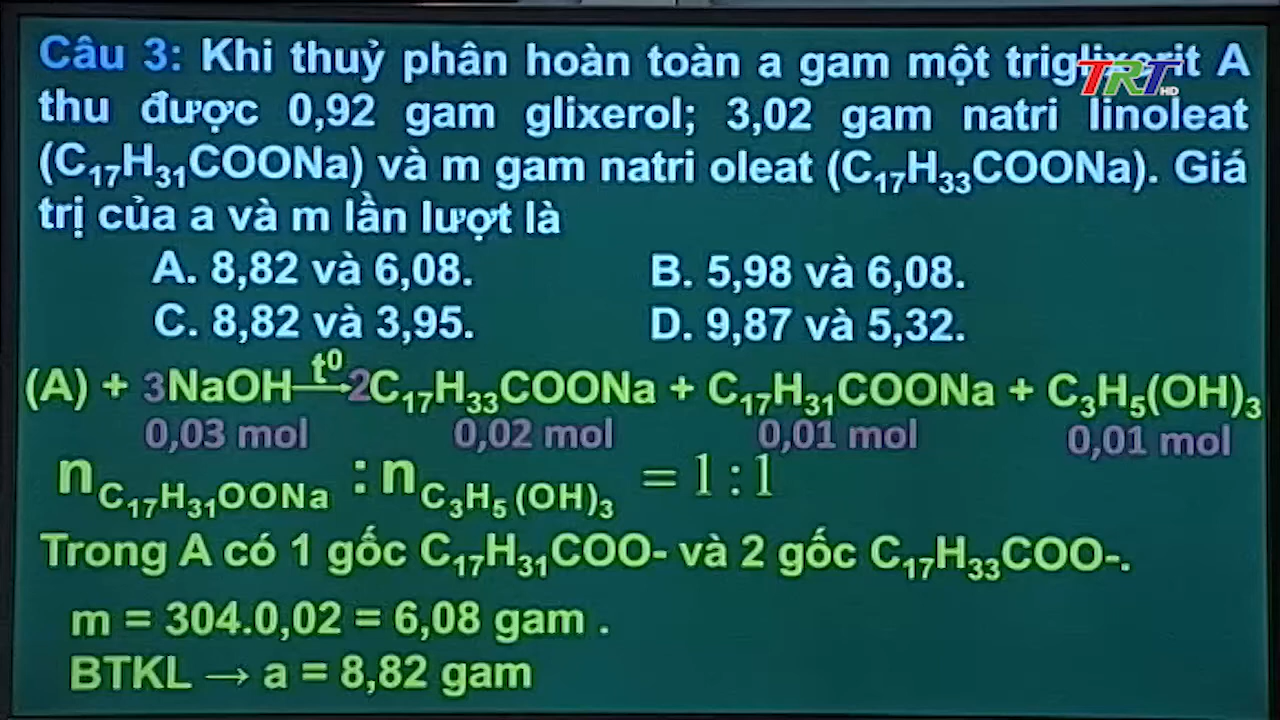 Câu 3: Khi thuỷ phân hoàn toàn a gam một triglixerit A
TRT HD
thu được 0,92 gam glixerol; 3,02 gam natri linoleat
(C₁₇H₃₁COONa) và m gam natri oleat (C₁₇H₃₃COONa). Giá
trị của a và m lần lượt là
A. 8,82 và 6,08. B. 5,98 và 6,08.
C. 8,82 và 3,95. D. 9,87 và 5,32.
(A) + 3NaOH t⁰→ 2C₁₇H₃₃COONa + C₁₇H₃₁COONa + C₃H₅(OH)₃
0,03 mol 0,02 mol 0,01 mol 0,01 mol
n C₁₇H₃₁OONa : n C₃H₅(OH)₃ = 1 : 1
Trong A có 1 gốc C₁₇H₃₁COO- và 2 gốc C₁₇H₃₃COO-.
m = 304.0,02 = 6,08 gam .
BTKL → a = 8,82 gam